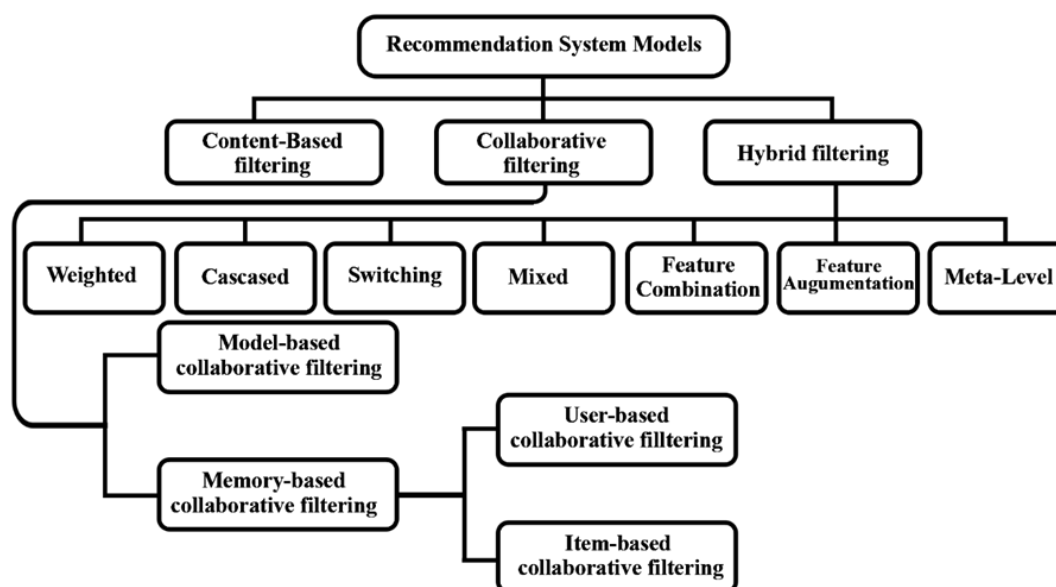 Recommendation System Models
Content-Based
filtering
Collaborative
filtering
Hybrid filtering
Weighted
Cascased
Switching
Mixed
Feature
Combination
Feature
Augumentation
Meta-Level
Model-based
collaborative filtering
User-based
collaborative filltering
Memory-based
collaborative filtering
Item-based
collaborative filtering